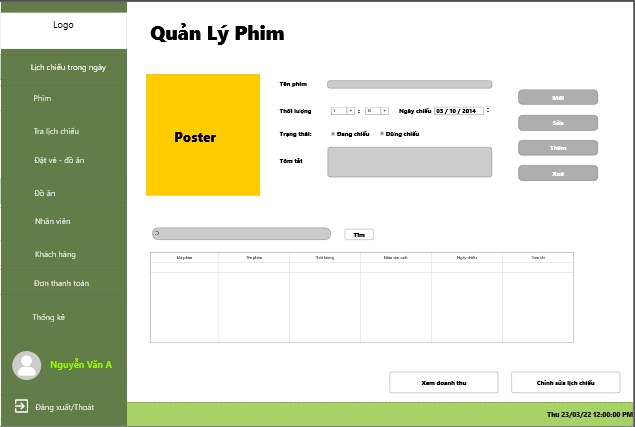 Logo
Quản Lý Phim
Lịch chiếu trong ngày
Phim
Tra lịch chiếu
Đặt vé - đồ ăn
Đồ ăn
Nhân viên
Khách hàng
Đơn thanh toán
Thống kê
Nguyễn Văn A
Đăng xuất/Thoát
Poster
Tên phim
Thời lượng : Ngày chiếu 03 / 10 / 2014
Trạng thái: Đang chiếu Dừng chiếu
Tóm tắt
Mới
Sửa
Thêm
Xoá
Tìm
Mã phim Tên phim Thời lượng Năm sản xuất Ngày chiếu
Xem doanh thu Chỉnh sửa lịch chiếu
Thu 23/03/22 12:00:00 PM